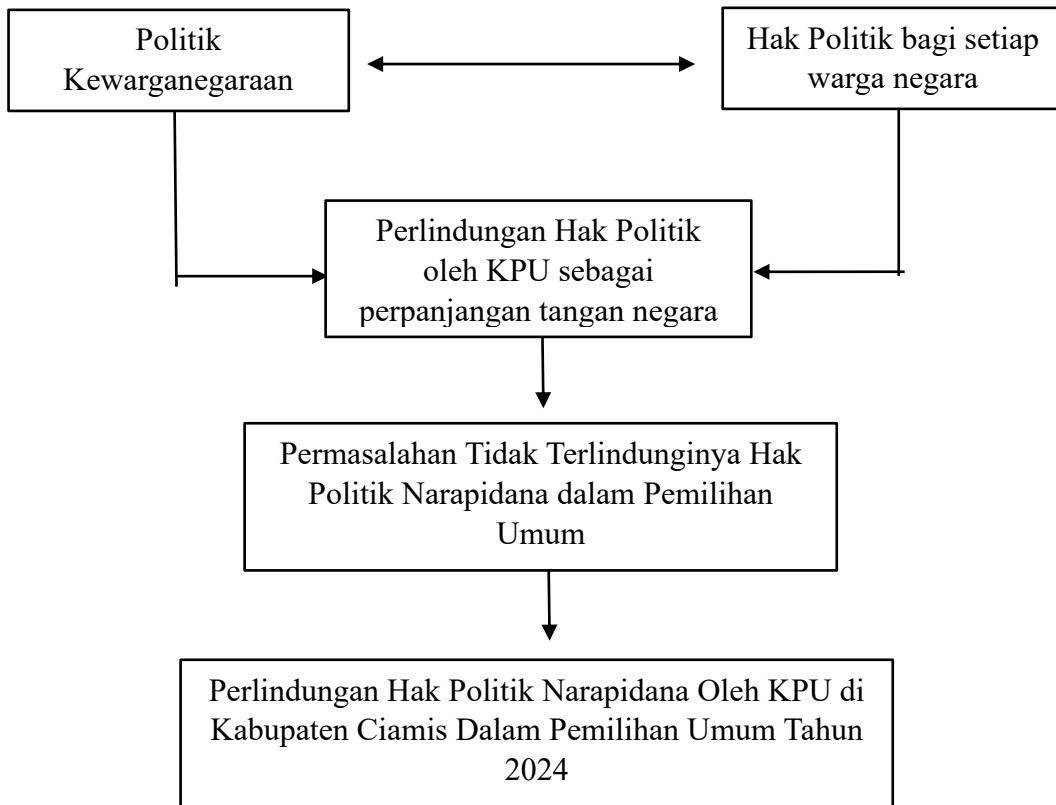 Politik
Kewarganegaraan
Hak Politik bagi setiap
warga negara
Perlindungan Hak Politik
oleh KPU sebagai
perpanjangan tangan negara
Permasalahan Tidak Terlindunginya Hak
Politik Narapidana dalam Pemilihan
Umum
Perlindungan Hak Politik Narapidana Oleh KPU di
Kabupaten Ciamis Dalam Pemilihan Umum Tahun
2024